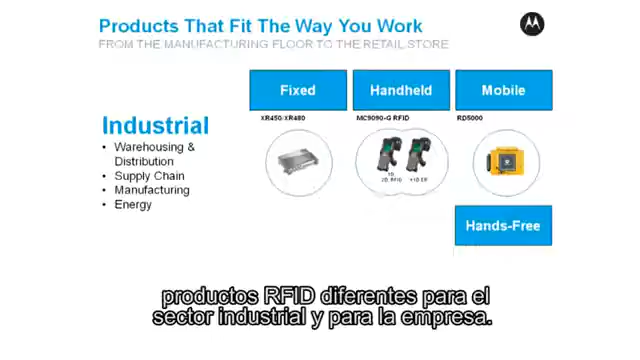 Products That Fit The Way You Work
FROM THE MANUFACTURING FLOOR TO THE RETAIL STORE
Fixed
Handheld
Mobile
XR450-XR480
MC9090-G RFID
RD5000
Industrial
• Warehousing &
Distribution
• Supply Chain
• Manufacturing
• Energy
Hands-Free
productos RFID diferentes para el
sector industrial y para la empresa.